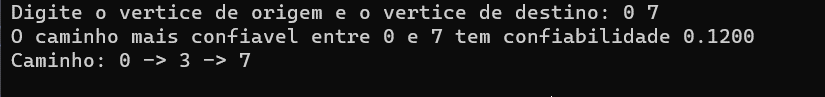 Digite o vertice de origem e o vertice de destino: 0 7
O caminho mais confiavel entre 0 e 7 tem confiabilidade 0.1200
Caminho: 0 -> 3 -> 7